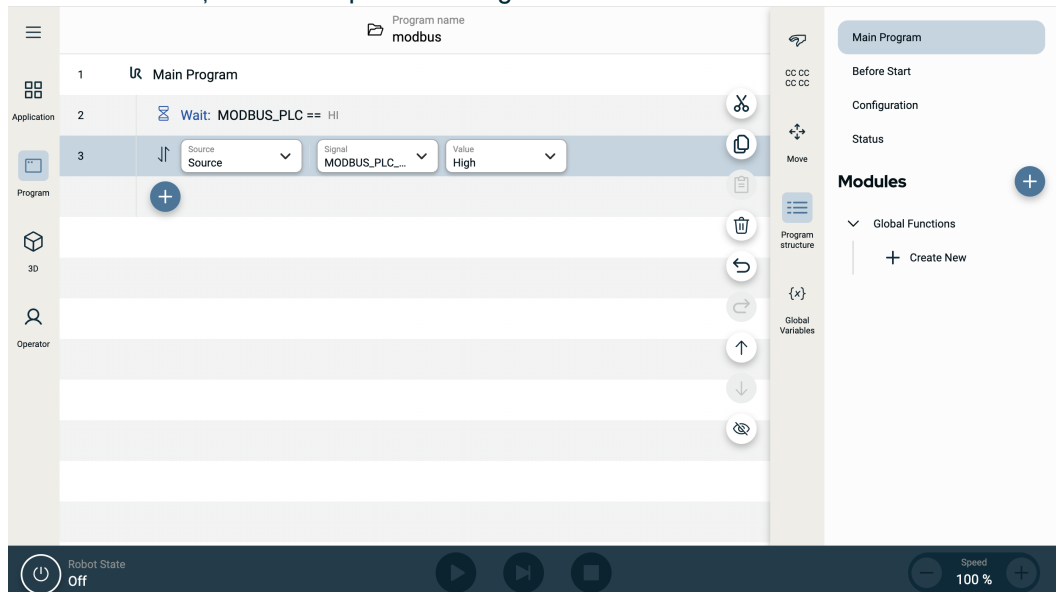 Program name
modbus
Application
Program
3D
Operator
1 Main Program
2 Wait: MODBUS_PLC == HI
3
Source
Source
Signal
MODBUS_PLC_...
Value
High
CC CC
CC CC
Move
Program
structure
{x}
Global
Variables
Main Program
Before Start
Configuration
Status
Modules
Global Functions
Create New
Robot State
Off
Speed
100 %